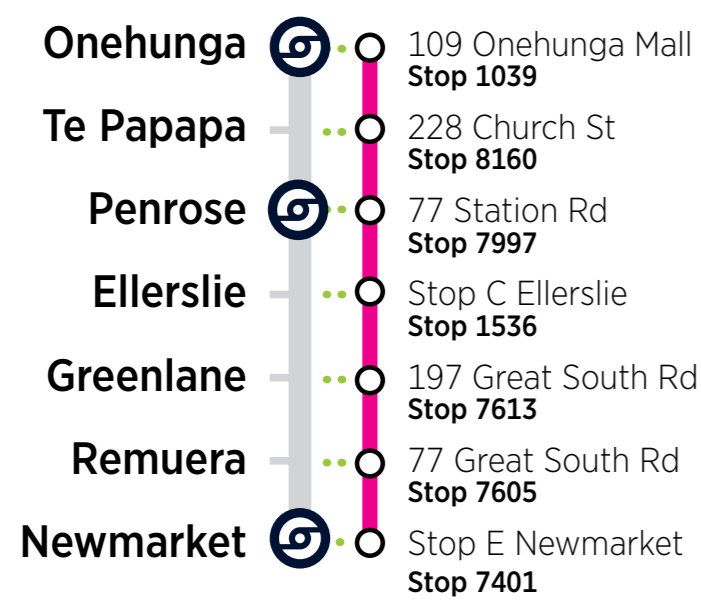 Onehunga
109 Onehunga Mall
Stop 1039
Te Papapa
228 Church St
Stop 8160
Penrose
77 Station Rd
Stop 7997
Ellerslie
Stop C Ellerslie
Stop 1536
Greenlane
197 Great South Rd
Stop 7613
Remuera
77 Great South Rd
Stop 7605
Newmarket
Stop E Newmarket
Stop 7401